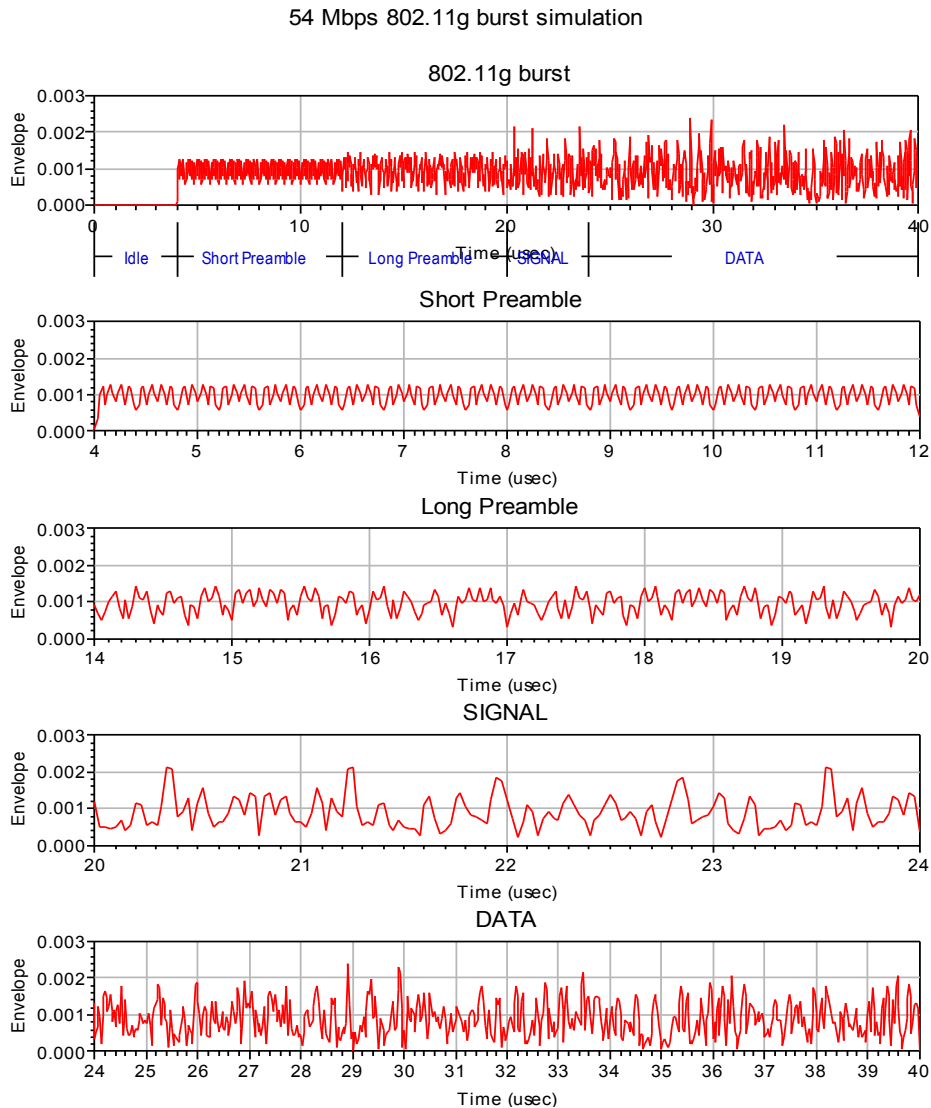 54 Mbps 802.11g burst simulation
802.11g burst
Envelope
0.003
0.002
0.001
0.000
0 10 20 30 40
Time (usec)
Idle Short Preamble Long Preamble SIGNAL DATA
Short Preamble
Envelope
0.003
0.002
0.001
0.000
4 5 6 7 8 9 10 11 12
Time (usec)
Long Preamble
Envelope
0.003
0.002
0.001
0.000
14 15 16 17 18 19 20
Time (usec)
SIGNAL
Envelope
0.003
0.002
0.001
0.000
20 21 22 23 24
Time (usec)
DATA
Envelope
0.003
0.002
0.001
0.000
24 25 26 27 28 29 30 31 32 33 34 35 36 37 38 39 40
Time (usec)